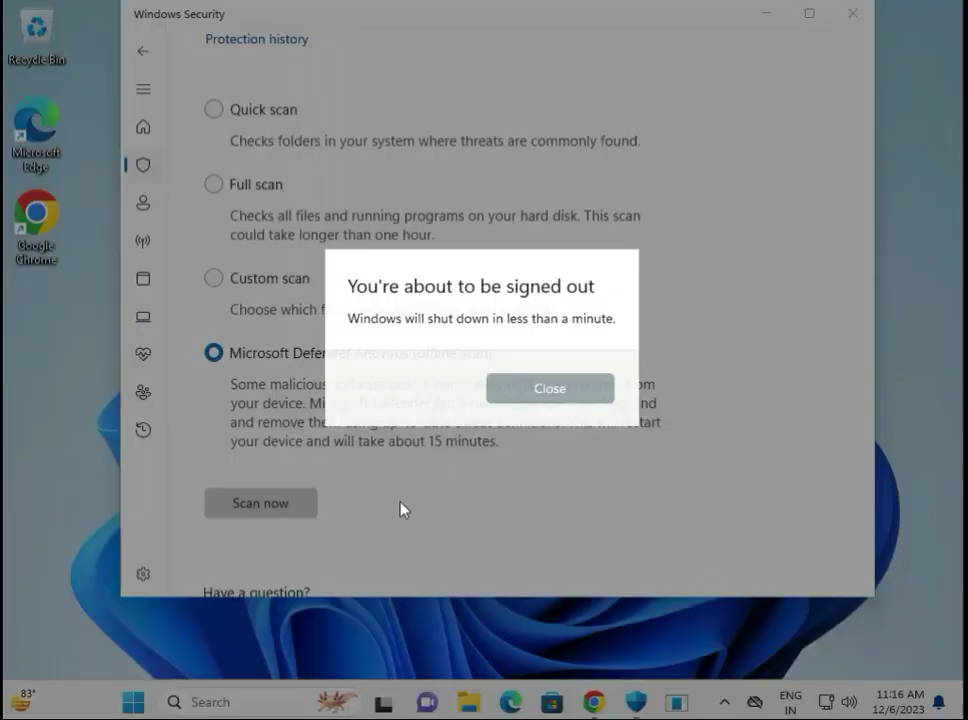 Recycle Bin
Microsoft
Edge
Google
Chrome
Windows Security
Protection history
Quick scan
Checks folders in your system where threats are commonly found.
Full scan
Checks all files and running programs on your hard disk. This scan
could take longer than one hour.
Custom scan
Choose which f
Microsoft Defender Antivirus (offline scan)
Some malicious
your device. Mi
and remove the
your device and will take about 15 minutes.
Scan now
Have a question?
You're about to be signed out
Windows will shut down in less than a minute.
Close
83°
Search
ENG
IN
11:16 AM
12/6/2023